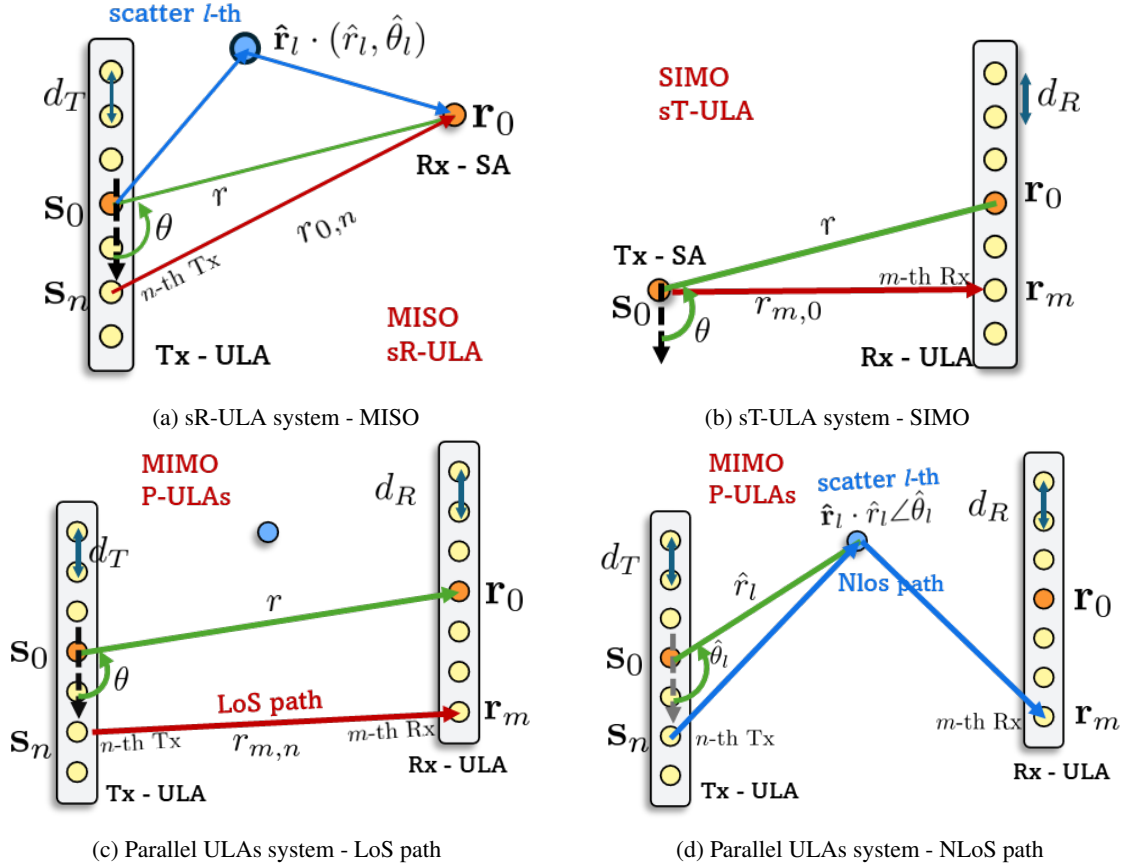 scatter l-th
r̂_l · (r̂_l, θ̂_l)
d_T
r_0
Rx - SA
s_0
r
θ
r_{0,n}
n-th Tx
s_n
MISO
sR-ULA
Tx - ULA
(a) sR-ULA system - MISO
SIMO
sT-ULA
d_R
r_0
r
Tx - SA
s_0
m-th Rx
r_m
r_{m,0}
θ
Rx - ULA
(b) sT-ULA system - SIMO
MIMO
P-ULAs
d_R
d_T
r_0
r
s_0
θ
LoS path
r_m
s_n
n-th Tx
r_{m,n}
m-th Rx
Rx - ULA
Tx - ULA
(c) Parallel ULAs system - LoS path
MIMO
P-ULAs
scatter l-th
r̂_l · r̂_l∠θ̂_l
d_R
d_T
Nlos path
r̂_l
r_0
s_0
θ̂_l
s_n
n-th Tx
m-th Rx
r_m
Rx - ULA
Tx - ULA
(d) Parallel ULAs system - NLoS path